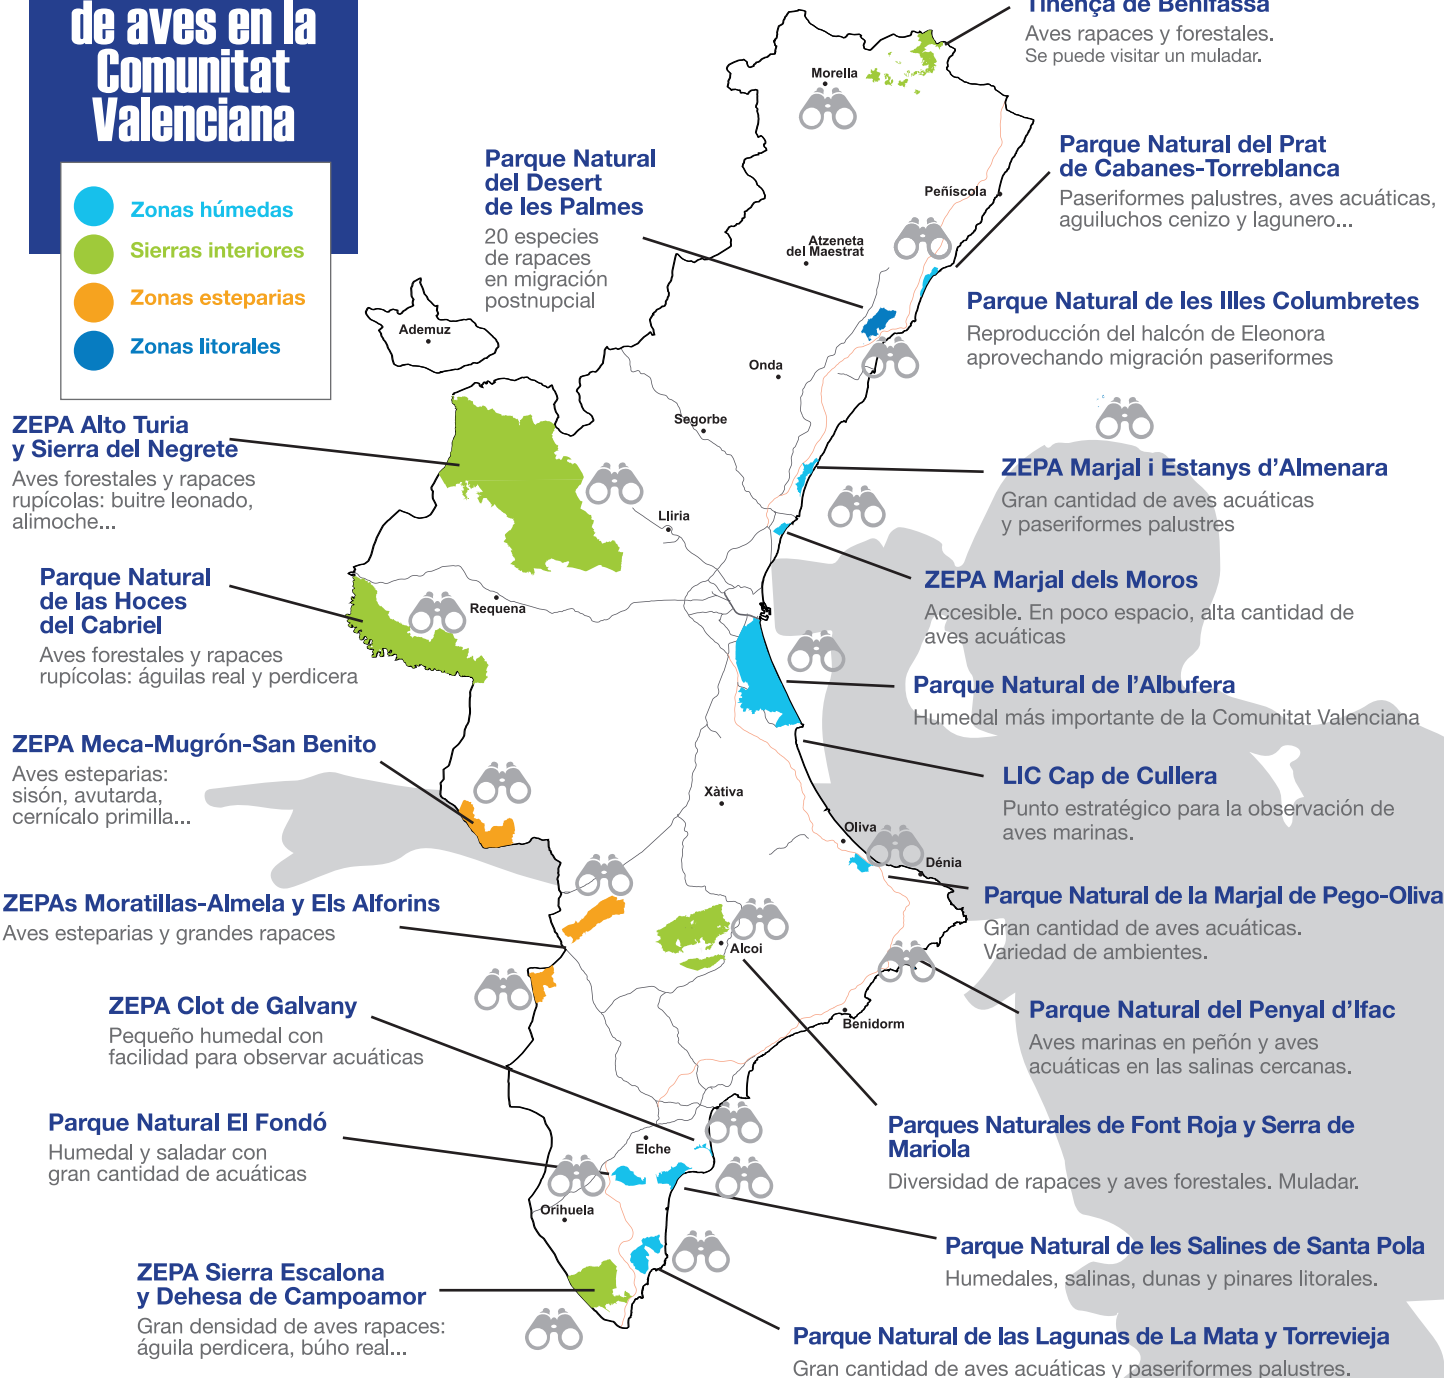 de aves en la
Comunitat
Valenciana
Zonas húmedas
Sierras interiores
Zonas esteparias
Zonas litorales
Tinença de Benifassà
Aves rapaces y forestales.
Se puede visitar un muladar.
Parque Natural del Prat
de Cabanes-Torreblanca
Paseriformes palustres, aves acuáticas,
aguiluchos cenizo y lagunero...
Parque Natural
del Desert
de les Palmes
20 especies
de rapaces
en migración
postnupcial
Parque Natural de les Illes Columbretes
Reproducción del halcón de Eleonora
aprovechando migración paseriformes
ZEPA Alto Turia
y Sierra del Negrete
Aves forestales y rapaces
rupícolas: buitre leonado,
alimoche...
ZEPA Marjal i Estanys d'Almenara
Gran cantidad de aves acuáticas
y paseriformes palustres
Parque Natural
de las Hoces
del Cabriel
Aves forestales y rapaces
rupícolas: águilas real y perdicera
ZEPA Marjal dels Moros
Accesible. En poco espacio, alta cantidad de
aves acuáticas
Parque Natural de l'Albufera
Humedal más importante de la Comunitat Valenciana
ZEPA Meca-Mugrón-San Benito
Aves esteparias:
sisón, avutarda,
cernícalo primilla...
LIC Cap de Cullera
Punto estratégico para la observación de
aves marinas.
ZEPAs Moratillas-Almela y Els Alforins
Aves esteparias y grandes rapaces
Parque Natural de la Marjal de Pego-Oliva
Gran cantidad de aves acuáticas.
Variedad de ambientes.
ZEPA Clot de Galvany
Pequeño humedal con
facilidad para observar acuáticas
Parque Natural del Penyal d'Ifac
Aves marinas en peñón y aves
acuáticas en las salinas cercanas.
Parque Natural El Fondó
Humedal y saladar con
gran cantidad de acuáticas
Parques Naturales de Font Roja y Serra de
Mariola
Diversidad de rapaces y aves forestales. Muladar.
Parque Natural de les Salines de Santa Pola
Humedales, salinas, dunas y pinares litorales.
ZEPA Sierra Escalona
y Dehesa de Campoamor
Gran densidad de aves rapaces:
águila perdicera, búho real...
Parque Natural de las Lagunas de La Mata y Torrevieja
Gran cantidad de aves acuáticas y paseriformes palustres.
Morella
Peñíscola
Atzeneta
del Maestrat
Ademuz
Onda
Segorbe
Lliria
Requena
Xàtiva
Oliva
Dénia
Alcoi
Benidorm
Elche
Orihuela